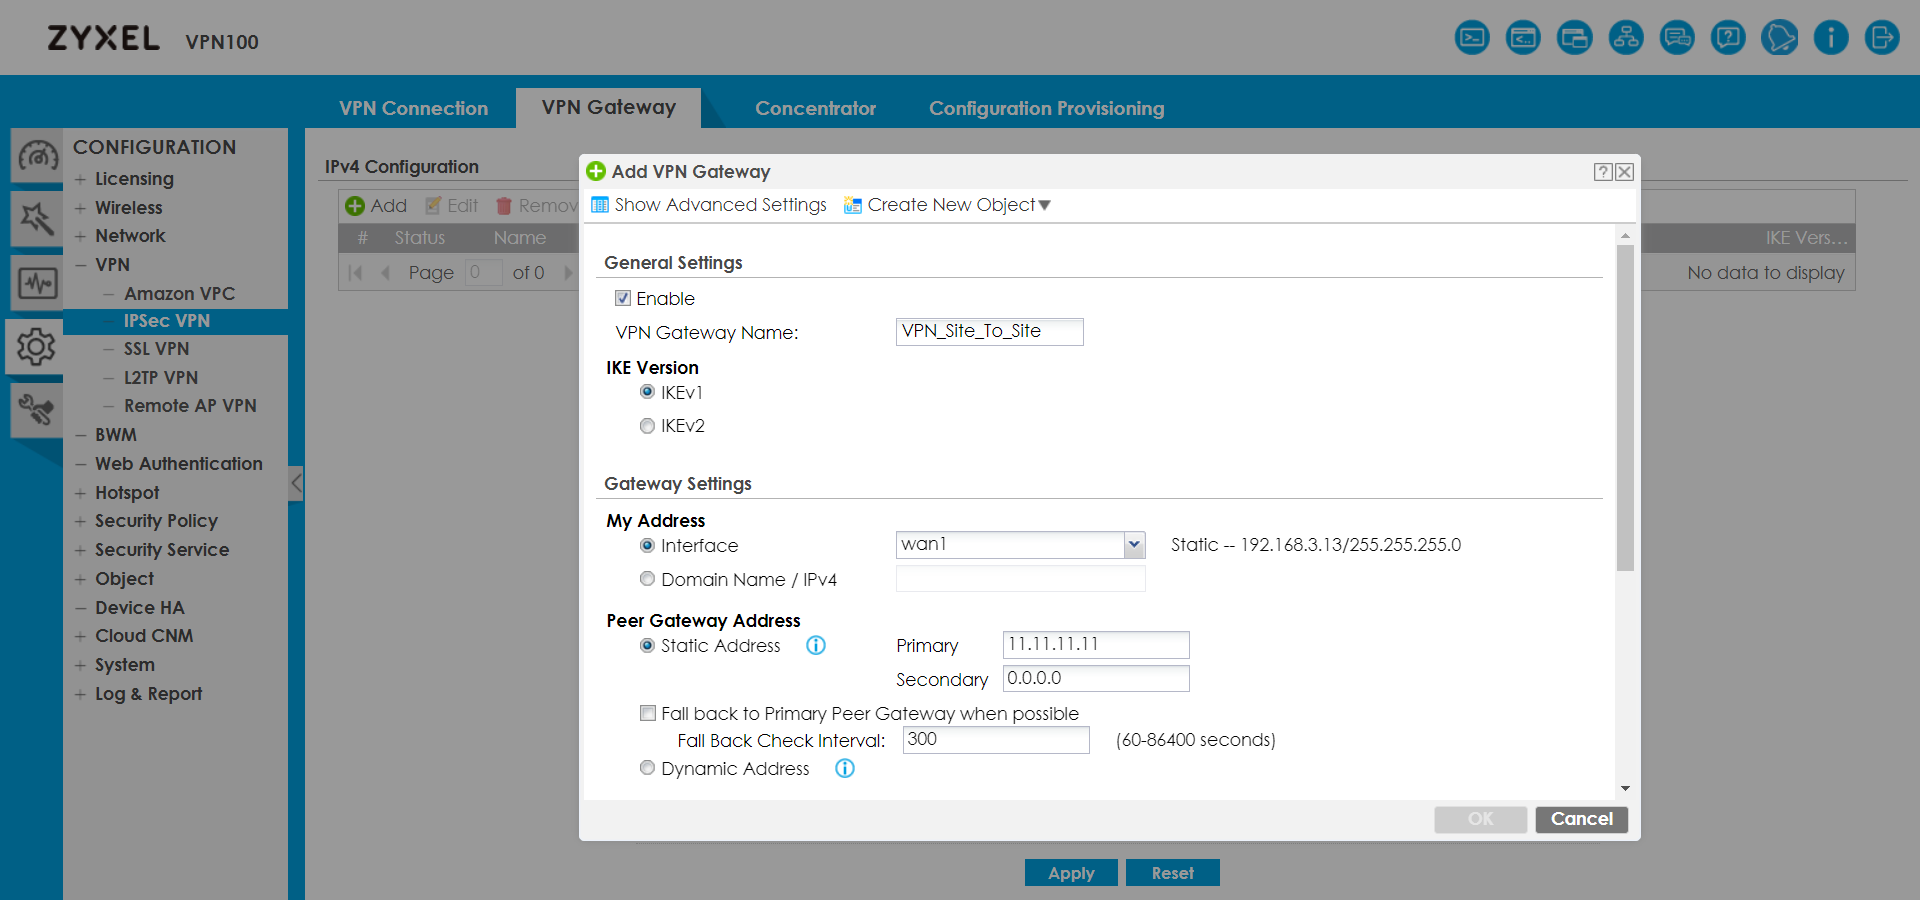 ZYXEL VPN100
VPN Connection VPN Gateway Concentrator Configuration Provisioning
CONFIGURATION
Licensing
Wireless
Network
VPN
Amazon VPC
IPSec VPN
SSL VPN
L2TP VPN
Remote AP VPN
BWM
Web Authentication
Hotspot
Security Policy
Security Service
Object
Device HA
Cloud CNM
System
Log & Report
IPv4 Configuration
Add Edit Remov
# Status Name IKE Vers...
Page 0 of 0 No data to display
Add VPN Gateway
Show Advanced Settings Create New Object
General Settings
Enable
VPN Gateway Name: VPN_Site_To_Site
IKE Version
IKEv1
IKEv2
Gateway Settings
My Address
Interface wan1 Static -- 192.168.3.13/255.255.255.0
Domain Name / IPv4
Peer Gateway Address
Static Address Primary 11.11.11.11
Secondary 0.0.0.0
Fall back to Primary Peer Gateway when possible
Fall Back Check Interval: 300 (60-86400 seconds)
Dynamic Address
OK Cancel
Apply Reset